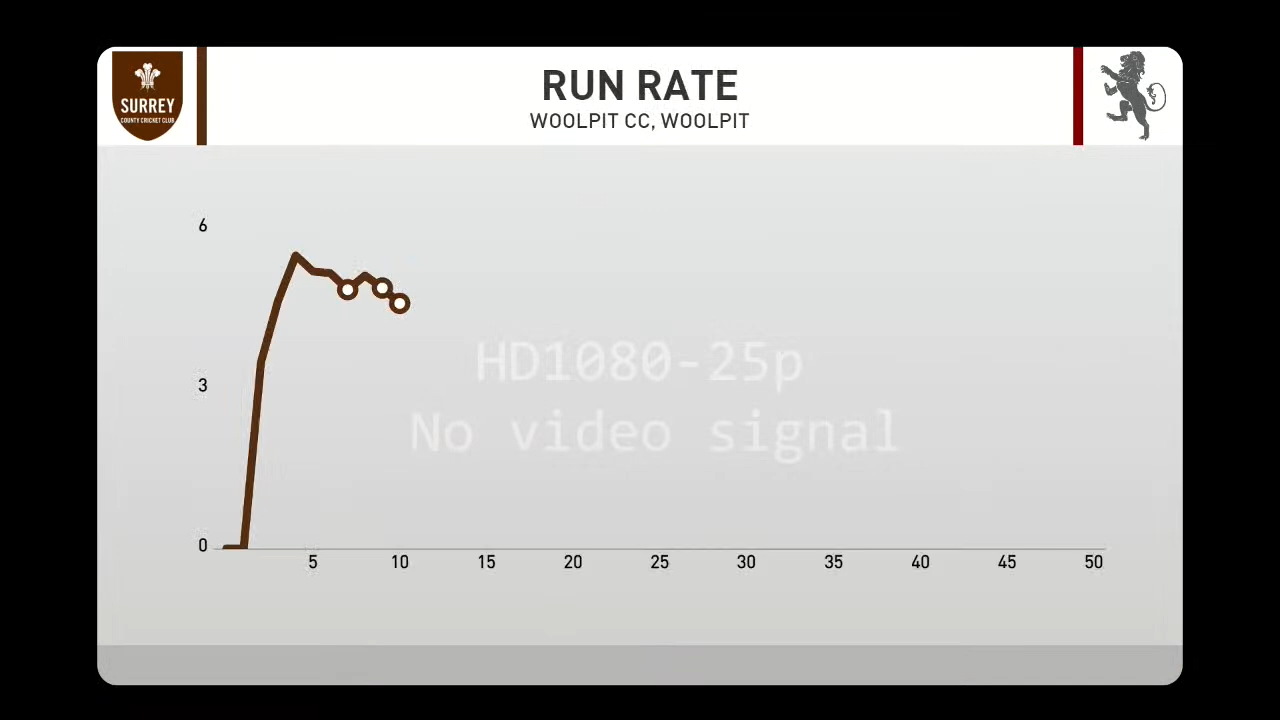 SURREY
COUNTY CRICKET CLUB
RUN RATE
WOOLPIT CC, WOOLPIT
6
3
0
HD1080-25p
No video signal
5 10 15 20 25 30 35 40 45 50